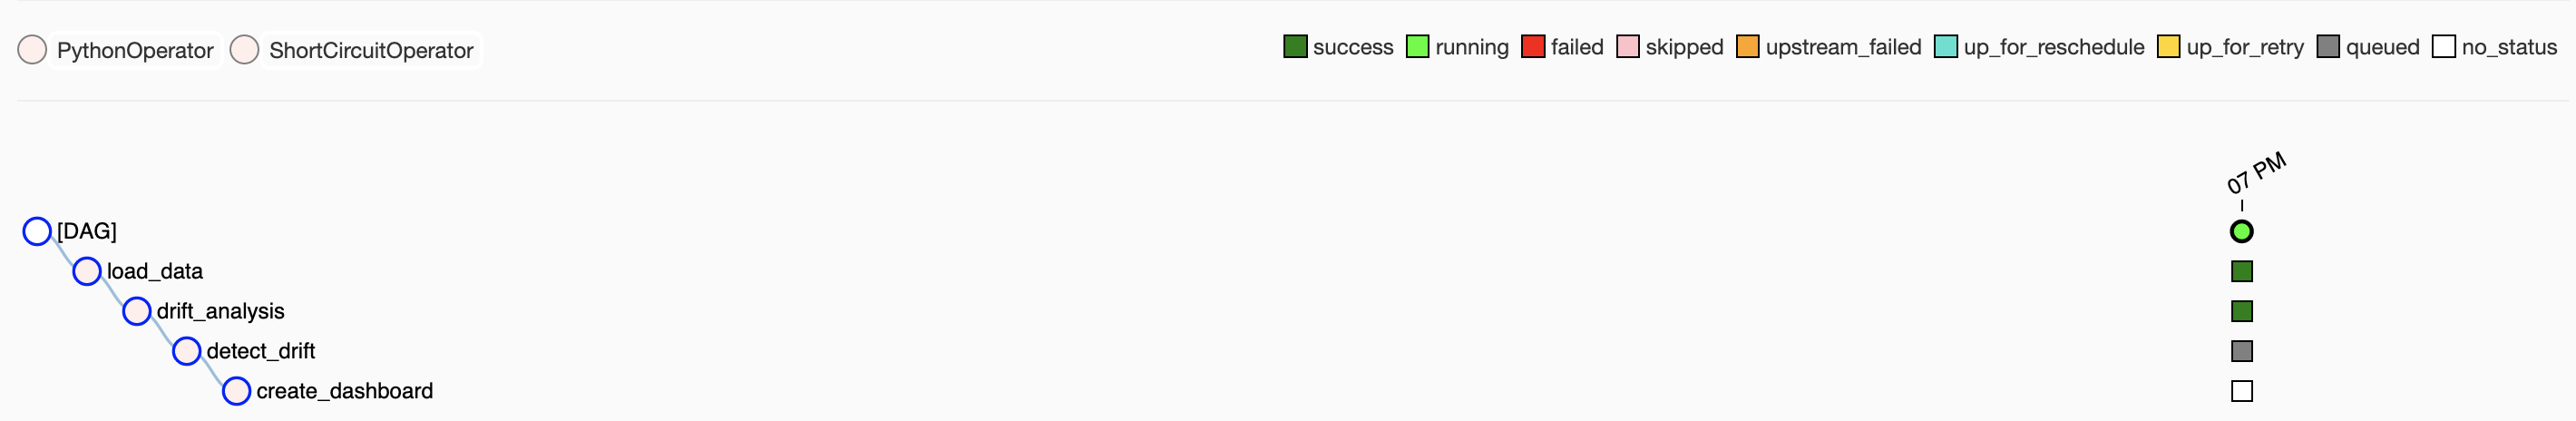 PythonOperator ShortCircuitOperator success running failed skipped upstream_failed up_for_reschedule up_for_retry queued no_status
07 PM
[DAG]
load_data
drift_analysis
detect_drift
create_dashboard